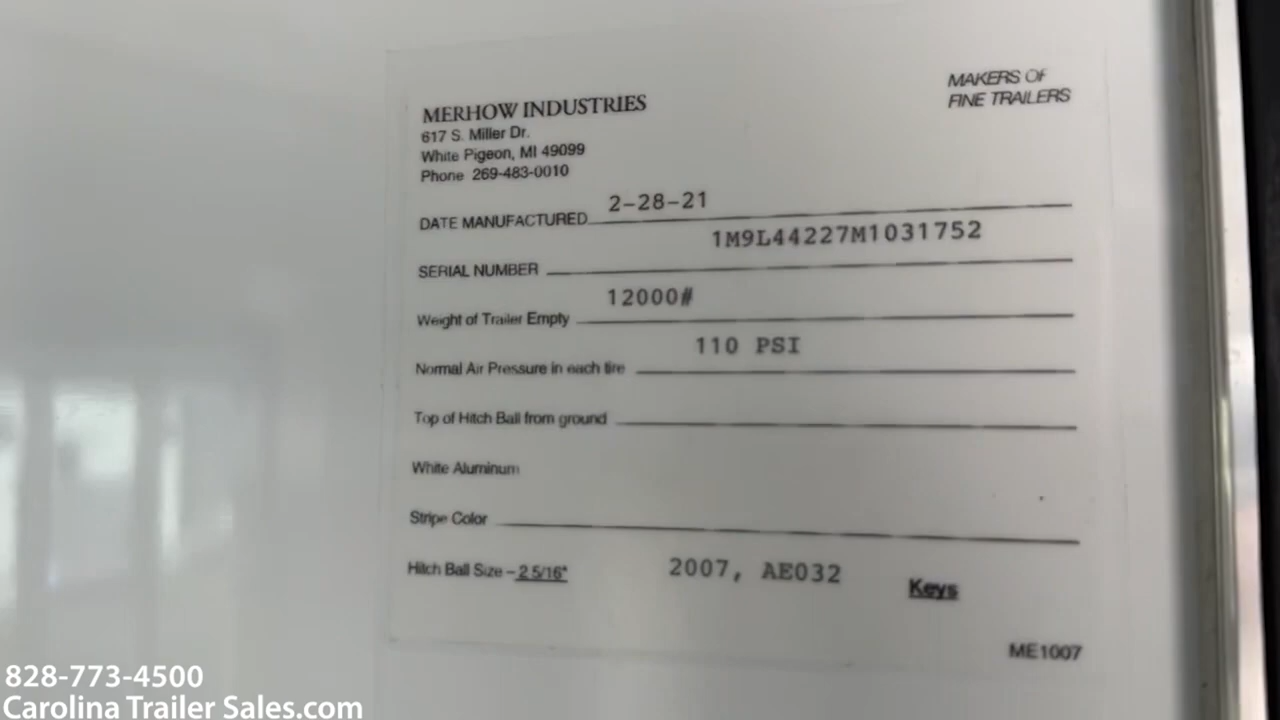 MERHOW INDUSTRIES
617 S. Miller Dr.
White Pigeon, MI 49099
Phone 269-483-0010
MAKERS OF
FINE TRAILERS
DATE MANUFACTURED 2-28-21
SERIAL NUMBER 1M9L44227M1031752
Weight of Trailer Empty 12000#
Normal Air Pressure in each tire 110 PSI
Top of Hitch Ball from ground
White Aluminum
Stripe Color
Hitch Ball Size – 2 5/16" 2007, AE032 Keys
ME1007
828-773-4500
Carolina Trailer Sales.com